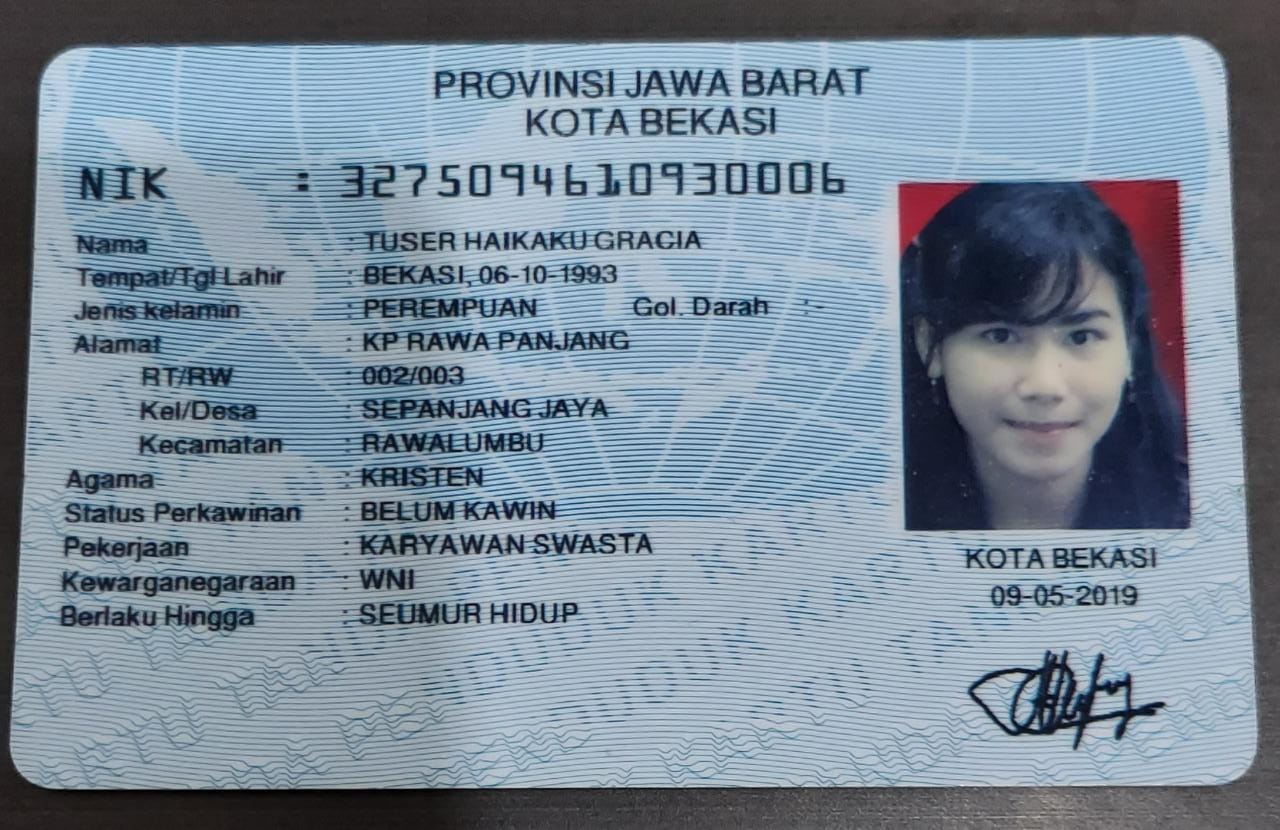 PROVINSI JAWA BARAT
KOTA BEKASI
NIK : 3275094610930006
Nama : TUSER HAIKAKU GRACIA
Tempat/Tgl Lahir : BEKASI, 06-10-1993
Jenis kelamin : PEREMPUAN Gol. Darah : -
Alamat : KP RAWA PANJANG
RT/RW : 002/003
Kel/Desa : SEPANJANG JAYA
Kecamatan : RAWALUMBU
Agama : KRISTEN
Status Perkawinan : BELUM KAWIN
Pekerjaan : KARYAWAN SWASTA
Kewarganegaraan : WNI
Berlaku Hingga : SEUMUR HIDUP
KOTA BEKASI
09-05-2019